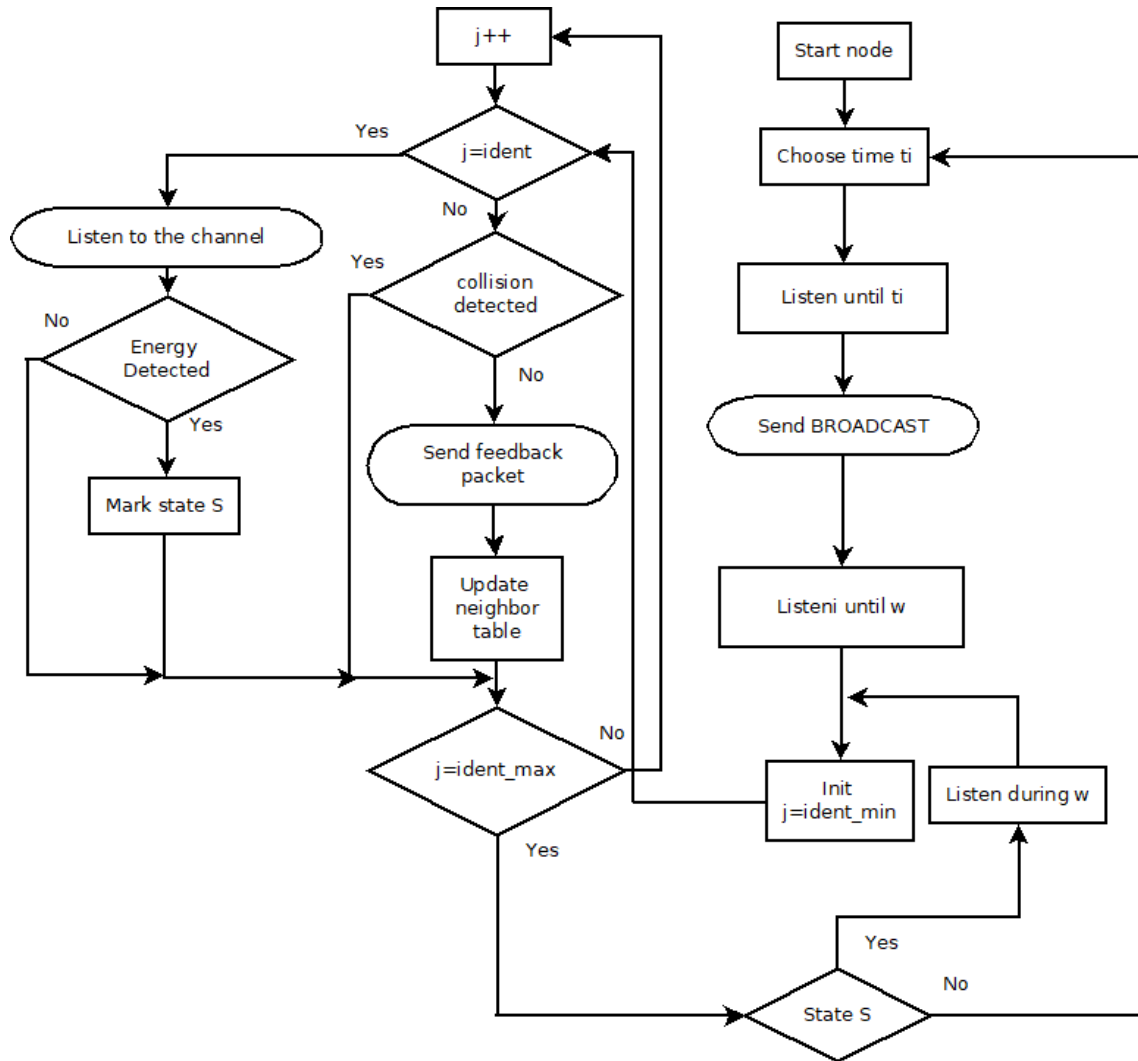 j++
Start node
Yes
j=ident
Choose time ti
No
Listen to the channel
Yes
collision
detected
Listen until ti
No
Energy
Detected
No
Yes
Send feedback
packet
Send BROADCAST
Mark state S
Update
neighbor
table
Listeni until w
No
j=ident_max
Init
j=ident_min
Listen during w
Yes
Yes
No
State S